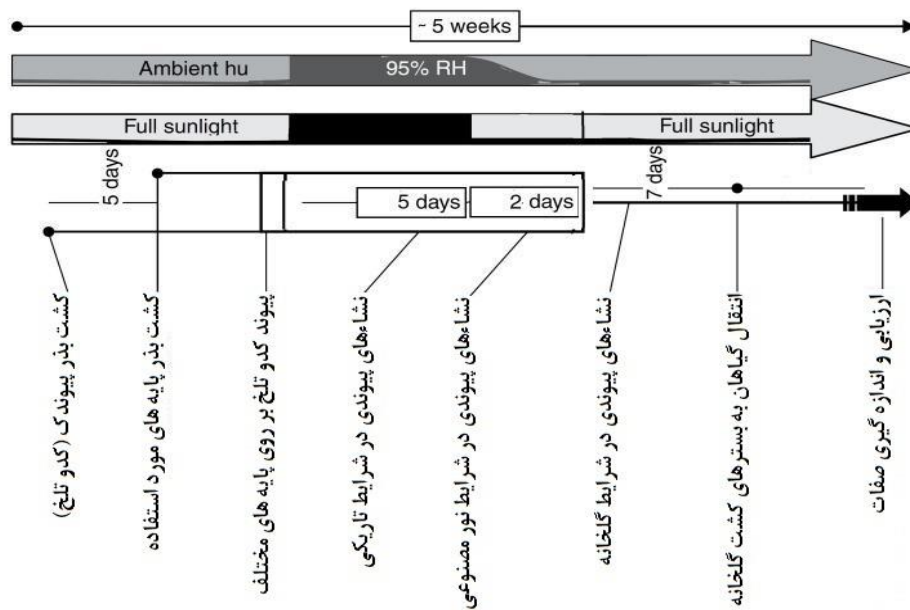 ~ 5 weeks
Ambient hu
95% RH
Full sunlight
Full sunlight
5 days
5 days
2 days
7 days
کشت بذر پیوندک (کدو تلخ)
کشت بذر پایه های مورد استفاده
پیوند کدو تلخ بر روی پایه های مختلف
نشاءهای پیوندی در شرایط تاریکی
نشاءهای پیوندی در شرایط نور مصنوعی
نشاءهای پیوندی در شرایط گلخانه
انتقال گیاهان به بسترهای کشت گلخانه
ارزیابی و اندازه گیری صفات